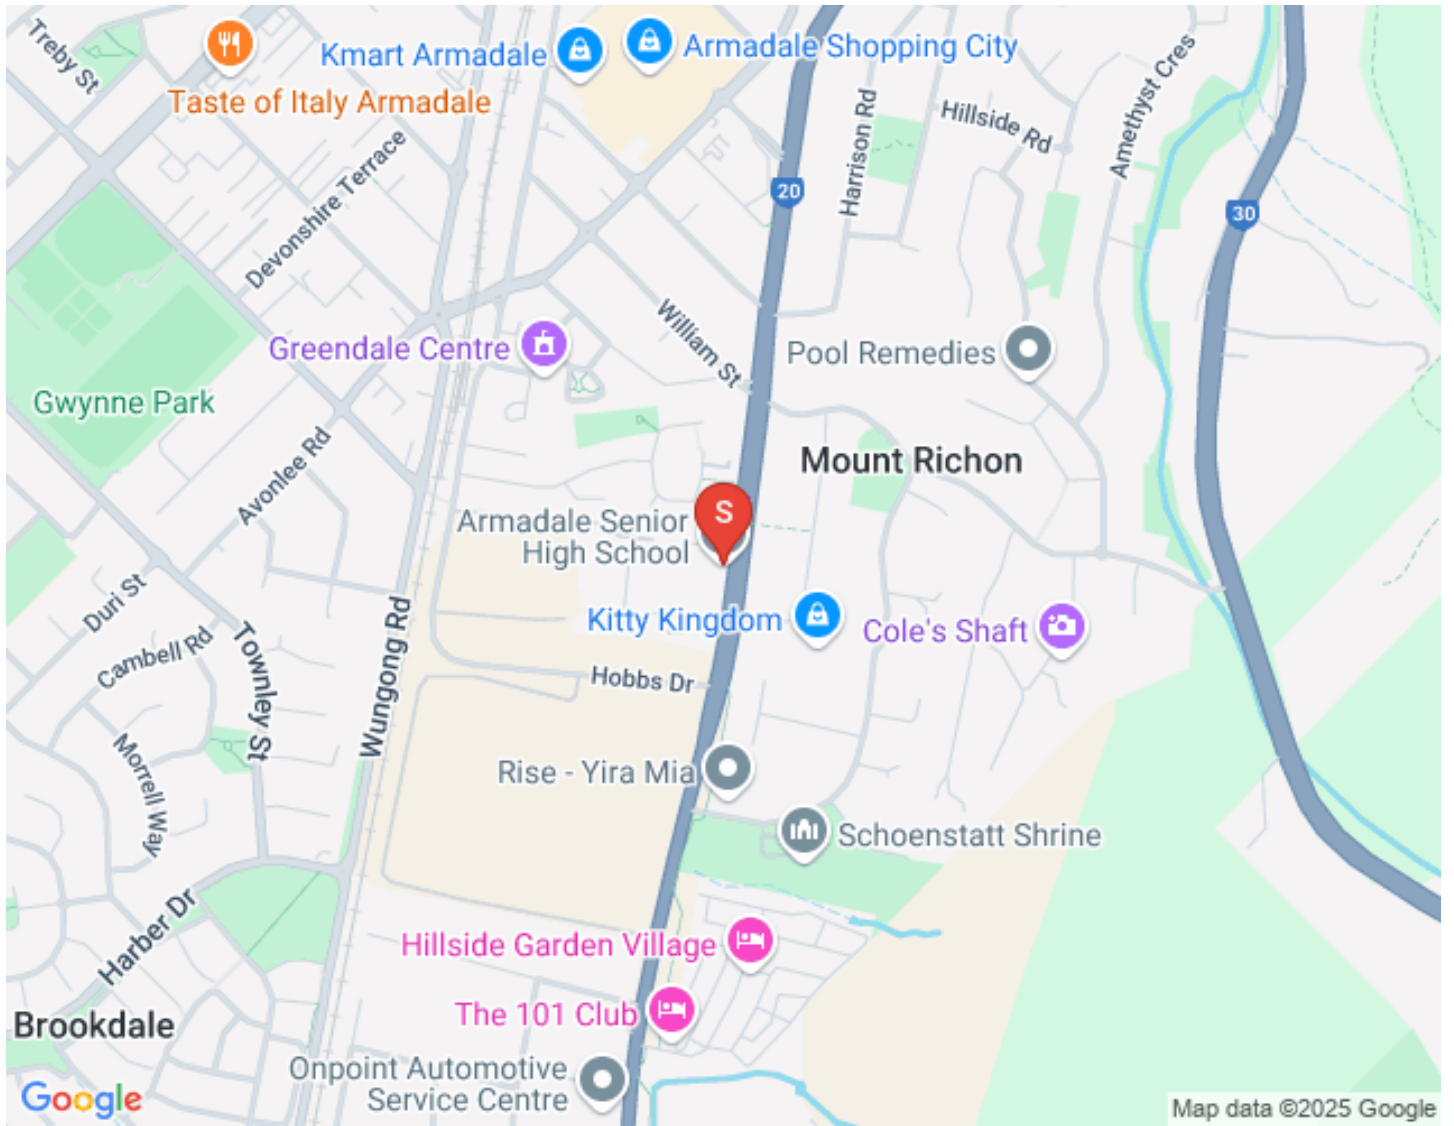 Treby St
Kmart Armadale
Armadale Shopping City
Taste of Italy Armadale
Hillside Rd
Amethyst Cres
Harrison Rd
Devonshire Terrace
20
30
William St
Greendale Centre
Pool Remedies
Gwynne Park
Mount Richon
Avonlee Rd
S
Armadale Senior
High School
Duri St
Kitty Kingdom
Cole's Shaft
Cambell Rd
Townley St
Wungong Rd
Hobbs Dr
Morrell Way
Rise - Yira Mia
Schoenstatt Shrine
Harber Dr
Hillside Garden Village
The 101 Club
Brookdale
Onpoint Automotive
Service Centre
Google
Map data ©2025 Google